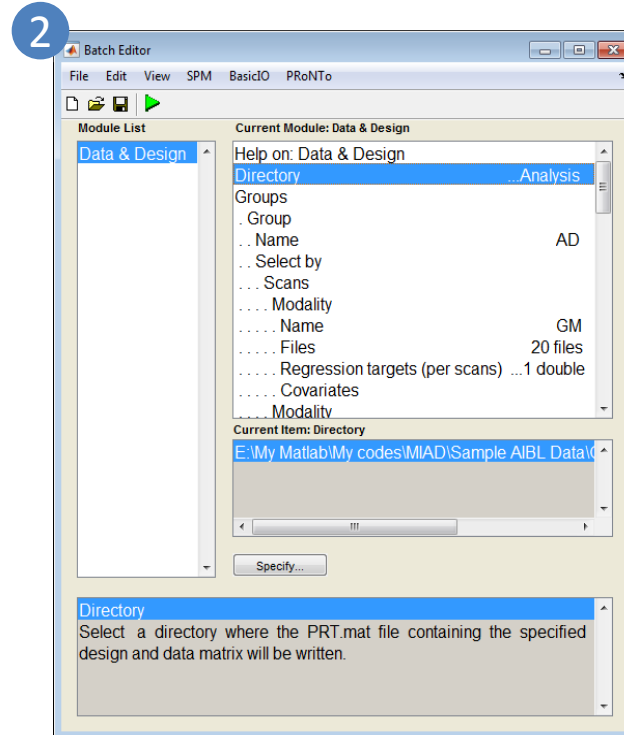 2
Batch Editor
File Edit View SPM BasicIO PRoNTo
Module List
Current Module: Data & Design
Data & Design
Help on: Data & Design
Directory ...Analysis
Groups
. Group
. . Name AD
. . Select by
. . . Scans
. . . . Modality
. . . . . Name GM
. . . . . Files 20 files
. . . . . Regression targets (per scans) ...1 double
. . . . . Covariates
. . . . Modality
Current Item: Directory
E:\My Matlab\My codes\MIAD\Sample AIBL Data\
Specify...
Directory
Select a directory where the PRT.mat file containing the specified
design and data matrix will be written.